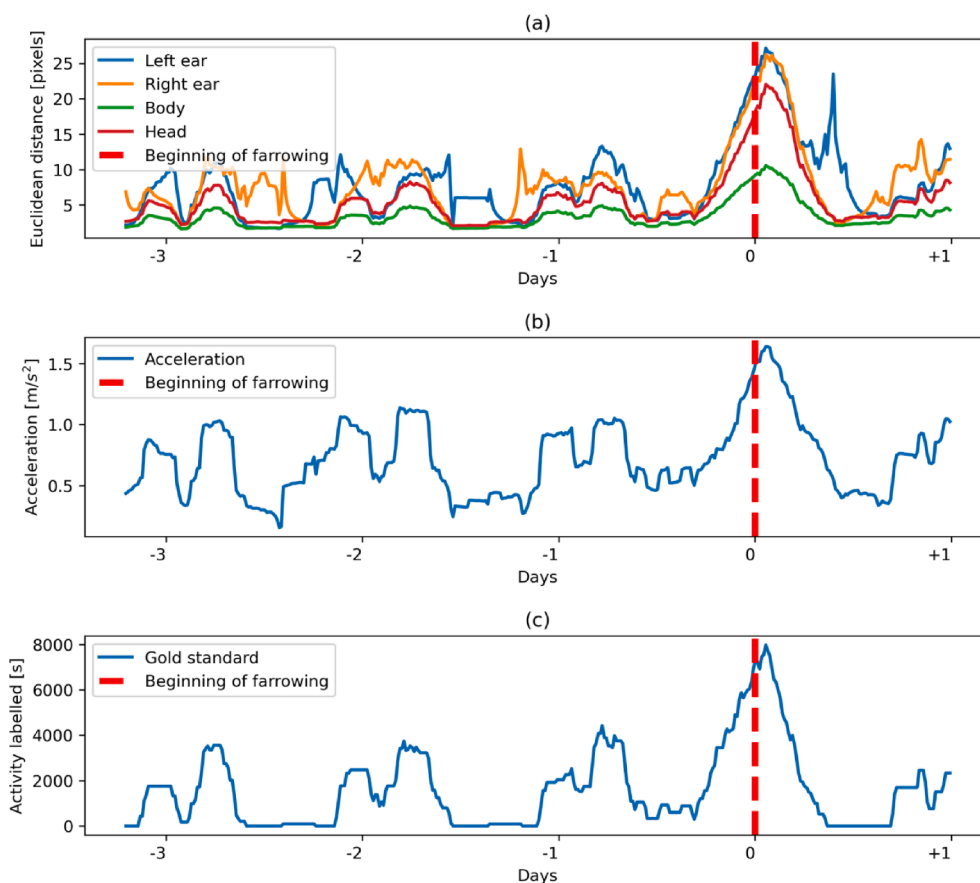 (a)
Euclidean distance [pixels]
25
20
15
10
5
Left ear
Right ear
Body
Head
Beginning of farrowing
-3
-2
-1
0
+1
Days
(b)
Acceleration [m/s²]
1.5
1.0
0.5
Acceleration
Beginning of farrowing
-3
-2
-1
0
+1
Days
(c)
Activity labelled [s]
8000
6000
4000
2000
0
Gold standard
Beginning of farrowing
-3
-2
-1
0
+1
Days